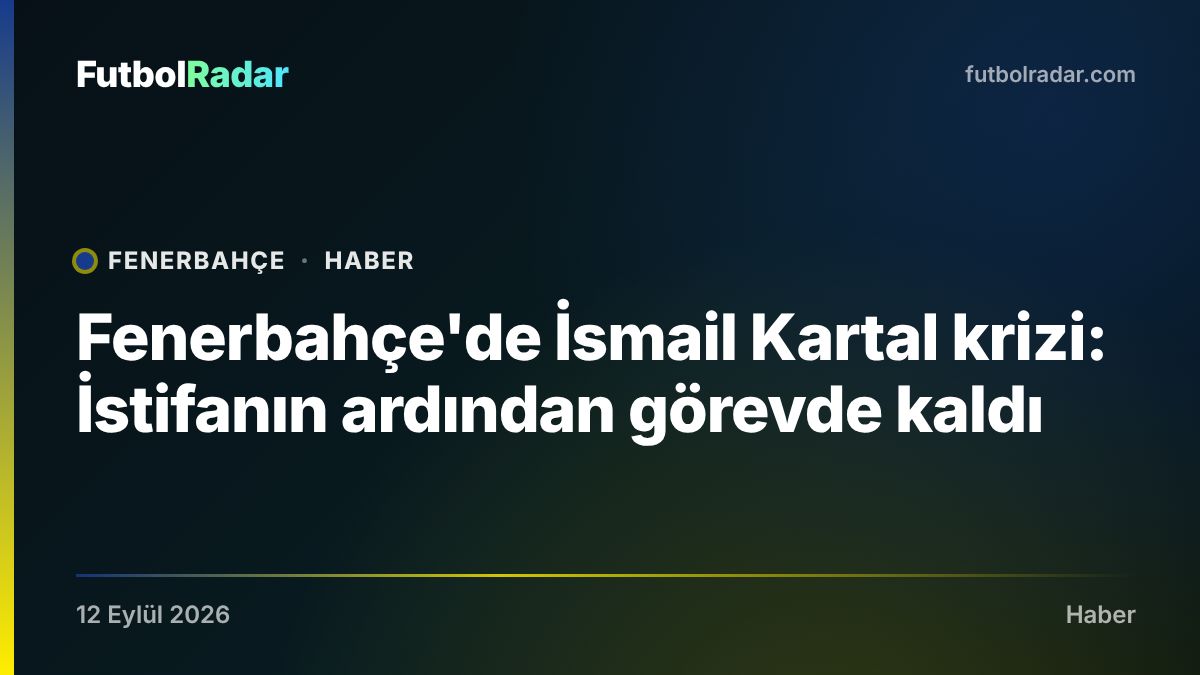 FutbolRadar
futbolradar.com
FENERBAHÇE · HABER
Fenerbahçe'de İsmail Kartal krizi:
İstifanın ardından görevde kaldı
12 Eylül 2026
Haber